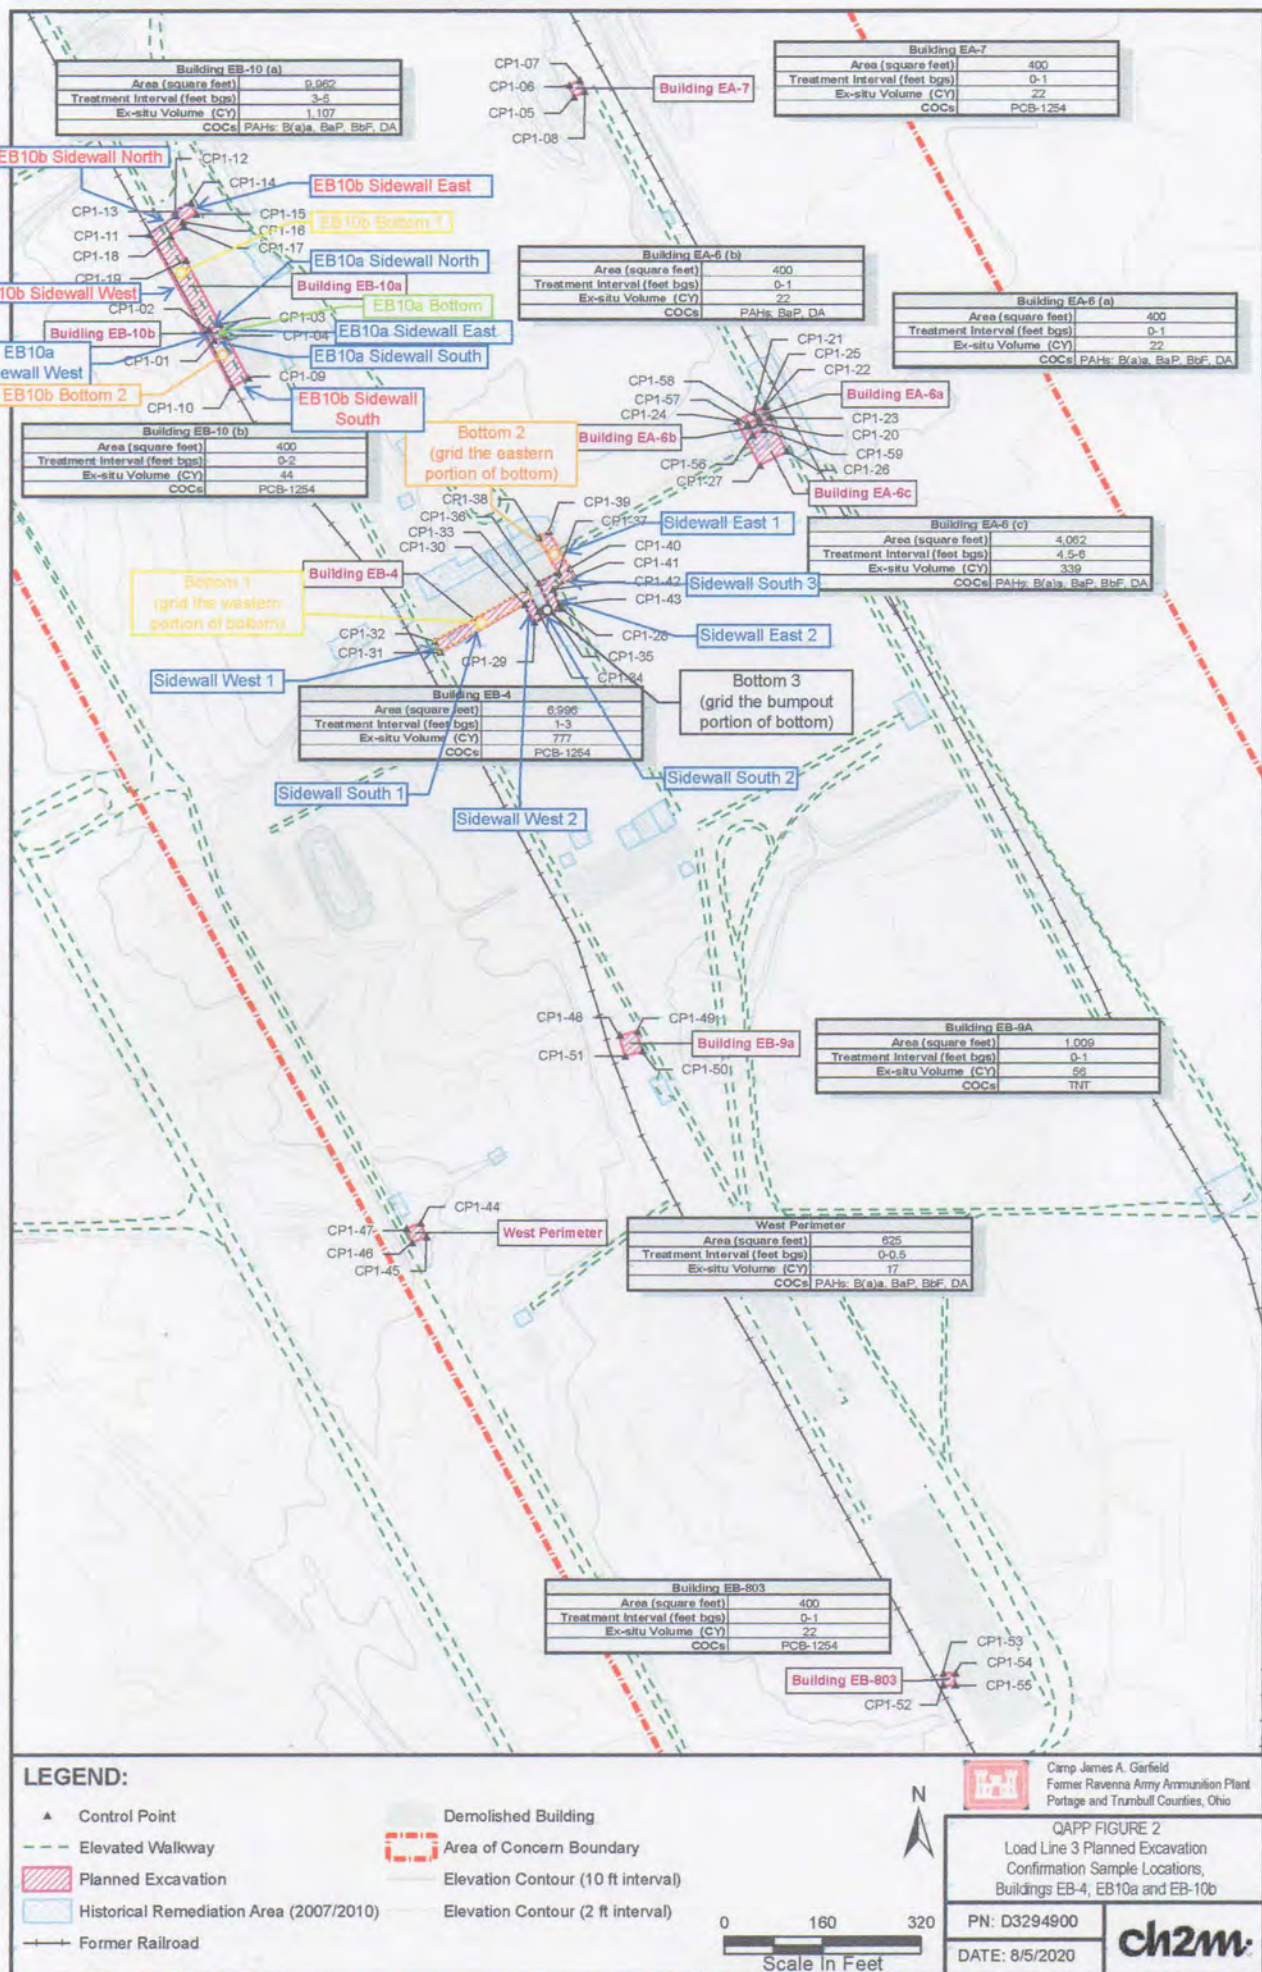 Building EB-10 (a)
Area (square feet) 9,962
Treatment Interval (feet bgs) 3-5
Ex-situ Volume (CY) 1,107
COCs PAHs: B(a)a, BaP, BbF, DA
CP1-07
CP1-06
CP1-05
CP1-08
Building EA-7
Building EA-7
Area (square feet) 400
Treatment Interval (feet bgs) 0-1
Ex-situ Volume (CY) 22
COCs PCB-1254
EB10b Sidewall North
CP1-12
CP1-14
EB10b Sidewall East
CP1-13
CP1-15
CP1-16
EB10b Bottom 1
CP1-11
CP1-17
CP1-18
EB10a Sidewall North
CP1-19
Building EB-10a
10b Sidewall West
EB10a Bottom
CP1-02
CP1-03
Buidling EB-10b
CP1-04
EB10a Sidewall East
EB10a
ewall West
CP1-01
EB10a Sidewall South
EB10b Bottom 2
CP1-09
CP1-10
EB10b Sidewall
South
Building EA-6 (b)
Area (square feet) 400
Treatment Interval (feet bgs) 0-1
Ex-situ Volume (CY) 22
COCs PAHs: BaP, DA
Building EA-6 (a)
Area (square feet) 400
Treatment Interval (feet bgs) 0-1
Ex-situ Volume (CY) 22
COCs PAHs: B(a)a, BaP, BbF, DA
CP1-21
CP1-25
CP1-22
CP1-58
CP1-57
CP1-24
Building EA-6a
CP1-23
CP1-20
CP1-59
CP1-26
Building EA-6b
CP1-56
CP1-27
Building EA-6c
Building EB-10 (b)
Area (square feet) 400
Treatment Interval (feet bgs) 0-2
Ex-situ Volume (CY) 44
COCs PCB-1254
Bottom 2
(grid the eastern
portion of bottom)
CP1-38
CP1-39
CP1-36
CP1-37
CP1-33
CP1-30
Sidewall East 1
CP1-40
CP1-41
CP1-42
Sidewall South 3
CP1-43
Building EA-6 (c)
Area (square feet) 4,062
Treatment Interval (feet bgs) 4.5-6
Ex-situ Volume (CY) 339
COCs PAHs: B(a)a, BaP, BbF, DA
Building EB-4
Bottom 1
(grid the western
portion of bottom)
CP1-32
CP1-31
CP1-29
CP1-28
CP1-35
CP1-34
Sidewall East 2
Sidewall West 1
Bottom 3
(grid the bumpout
portion of bottom)
Building EB-4
Area (square feet) 6,996
Treatment Interval (feet bgs) 1-3
Ex-situ Volume (CY) 777
COCs PCB-1254
Sidewall South 1
Sidewall South 2
Sidewall West 2
CP1-48
CP1-49
Building EB-9a
CP1-51
CP1-50
Building EB-9A
Area (square feet) 1,009
Treatment Interval (feet bgs) 0-1
Ex-situ Volume (CY) 56
COCs TNT
CP1-44
CP1-47
CP1-46
CP1-45
West Perimeter
West Perimeter
Area (square feet) 625
Treatment Interval (feet bgs) 0-0.5
Ex-situ Volume (CY) 17
COCs PAHs: B(a)a, BaP, BbF, DA
Building EB-803
Area (square feet) 400
Treatment Interval (feet bgs) 0-1
Ex-situ Volume (CY) 22
COCs PCB-1254
CP1-53
CP1-54
Building EB-803
CP1-55
CP1-52
LEGEND:
Control Point
Elevated Walkway
Planned Excavation
Historical Remediation Area (2007/2010)
Former Railroad
Demolished Building
Area of Concern Boundary
Elevation Contour (10 ft interval)
Elevation Contour (2 ft interval)
N
0 160 320
Scale In Feet
Camp James A. Garfield
Former Ravenna Army Ammunition Plant
Portage and Trumbull Counties, Ohio
QAPP FIGURE 2
Load Line 3 Planned Excavation
Confirmation Sample Locations,
Buildings EB-4, EB10a and EB-10b
PN: D3294900
DATE: 8/5/2020
ch2m: